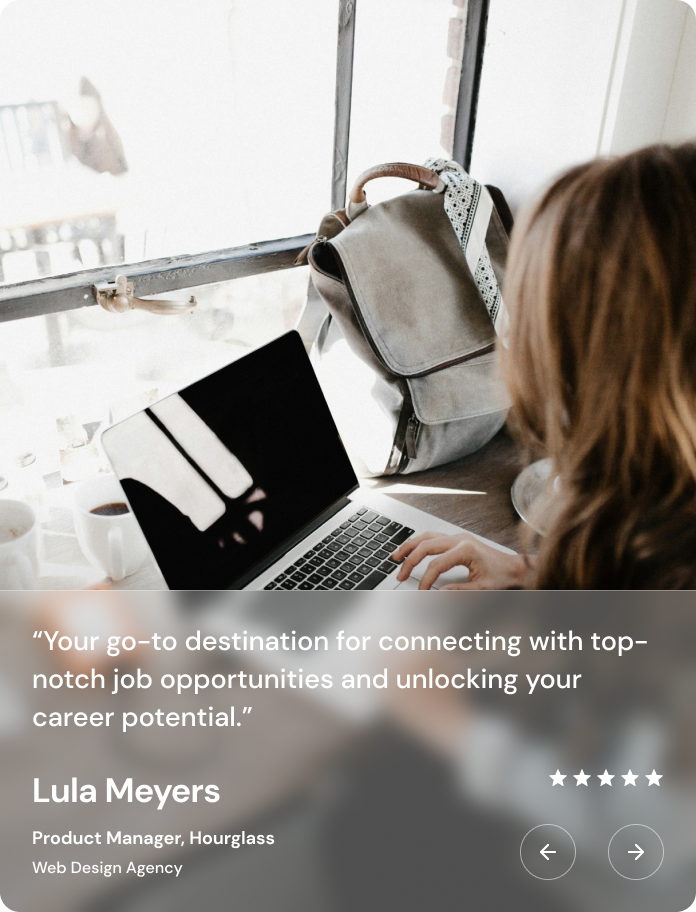 “Your go-to destination for connecting with top-
notch job opportunities and unlocking your
career potential.”
Lula Meyers
Product Manager, Hourglass
Web Design Agency